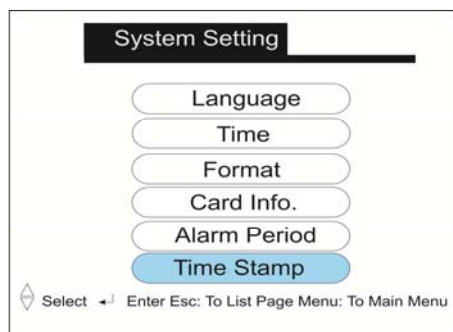 System Setting
Language
Time
Format
Card Info.
Alarm Period
Time Stamp
Select Enter Esc: To List Page Menu: To Main Menu